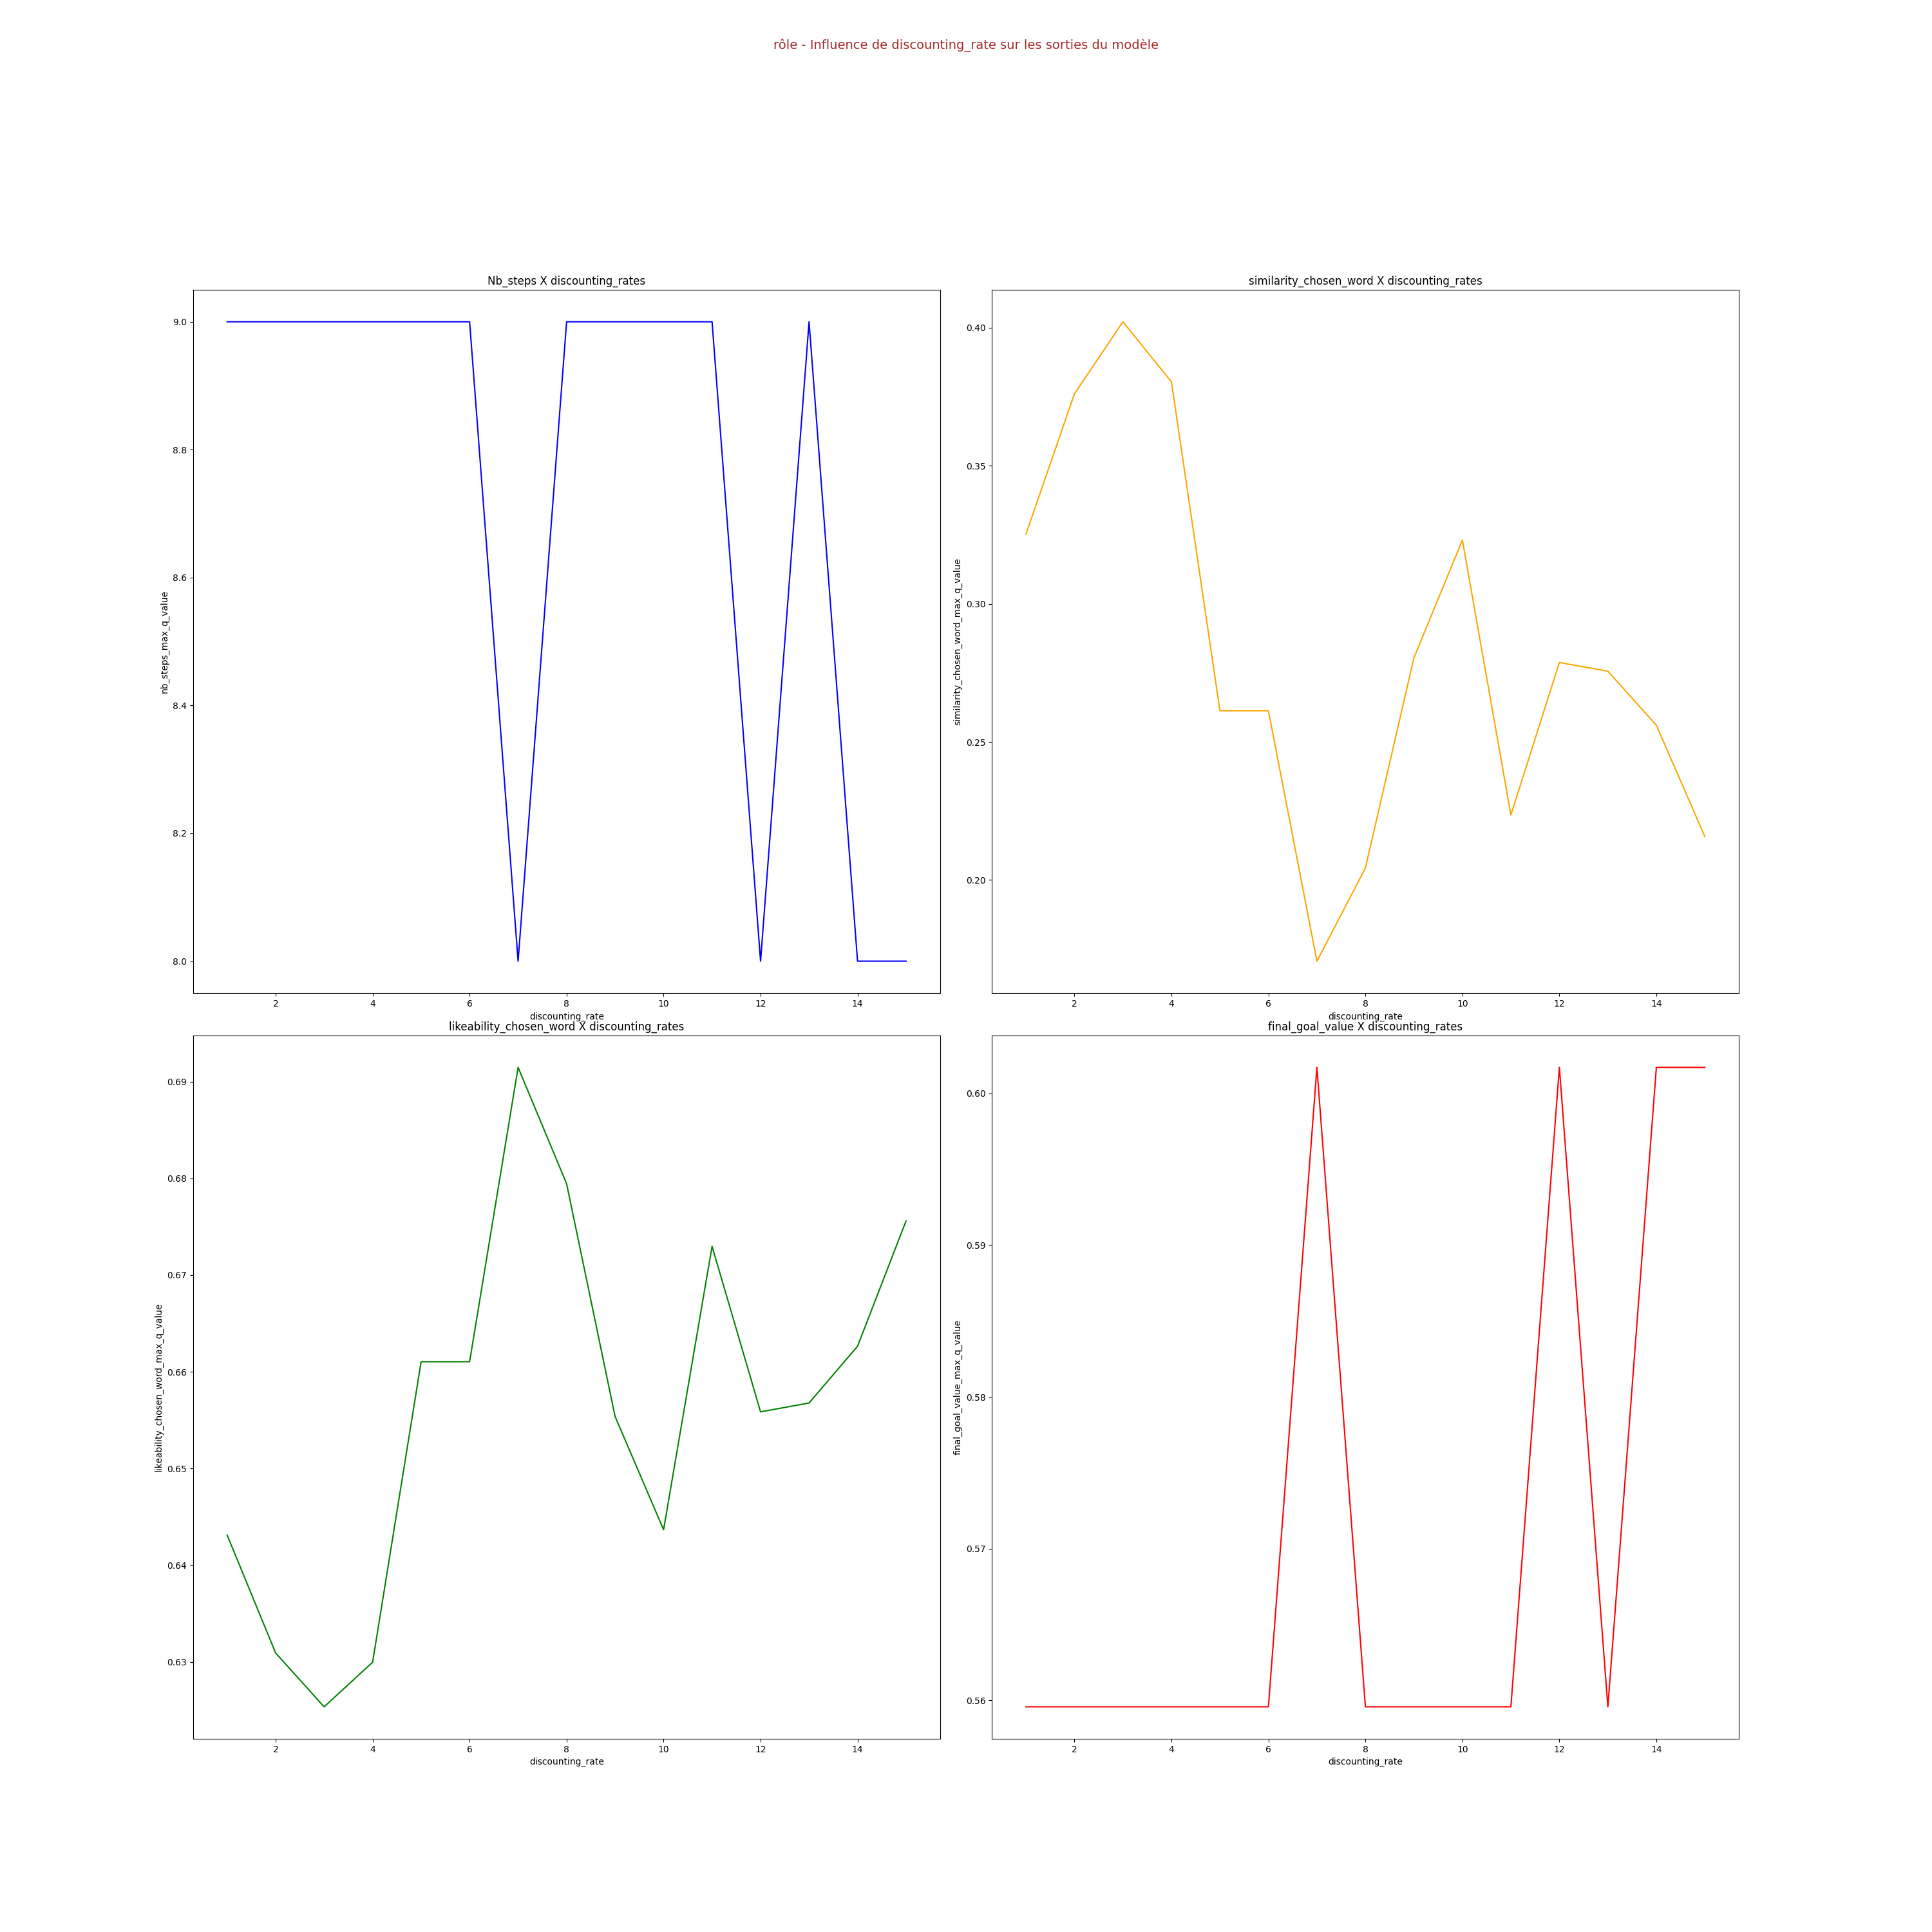 rôle - Influence de discounting_rate sur les sorties du modèle
Nb_steps X discounting_rates
nb_steps_max_q_value
9.0
8.8
8.6
8.4
8.2
8.0
2 4 6 8 10 12 14
discounting_rate
similarity_chosen_word X discounting_rates
similarity_chosen_word_max_q_value
0.40
0.35
0.30
0.25
0.20
2 4 6 8 10 12 14
discounting_rate
likeability_chosen_word X discounting_rates
likeability_chosen_word_max_q_value
0.69
0.68
0.67
0.66
0.65
0.64
0.63
2 4 6 8 10 12 14
discounting_rate
final_goal_value X discounting_rates
final_goal_value_max_q_value
0.60
0.59
0.58
0.57
0.56
2 4 6 8 10 12 14
discounting_rate